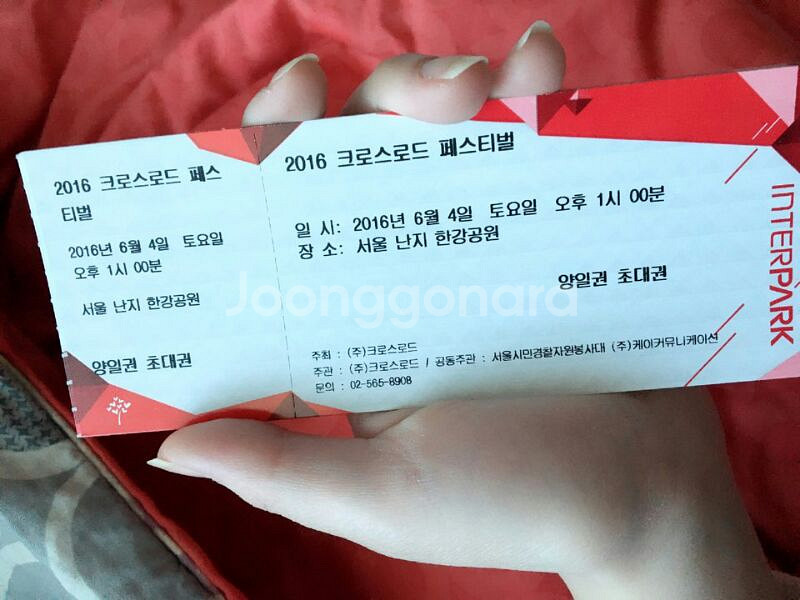 2016 크로스로드 페스
티벌
2016년 6월 4일 토요일
오후 1시 00분
서울 난지 한강공원
양일권 초대권
2016 크로스로드 페스티벌
일 시: 2016년 6월 4일 토요일 오후 1시 00분
장 소: 서울 난지 한강공원
양일권 초대권
주최 : (주)크로스로드
주관 : (주)크로스로드 / 공동주관 : 서울시민경찰자원봉사대 (주)케이커뮤니케이션
문의 : 02-565-8908
INTERPARK
Joonggonara